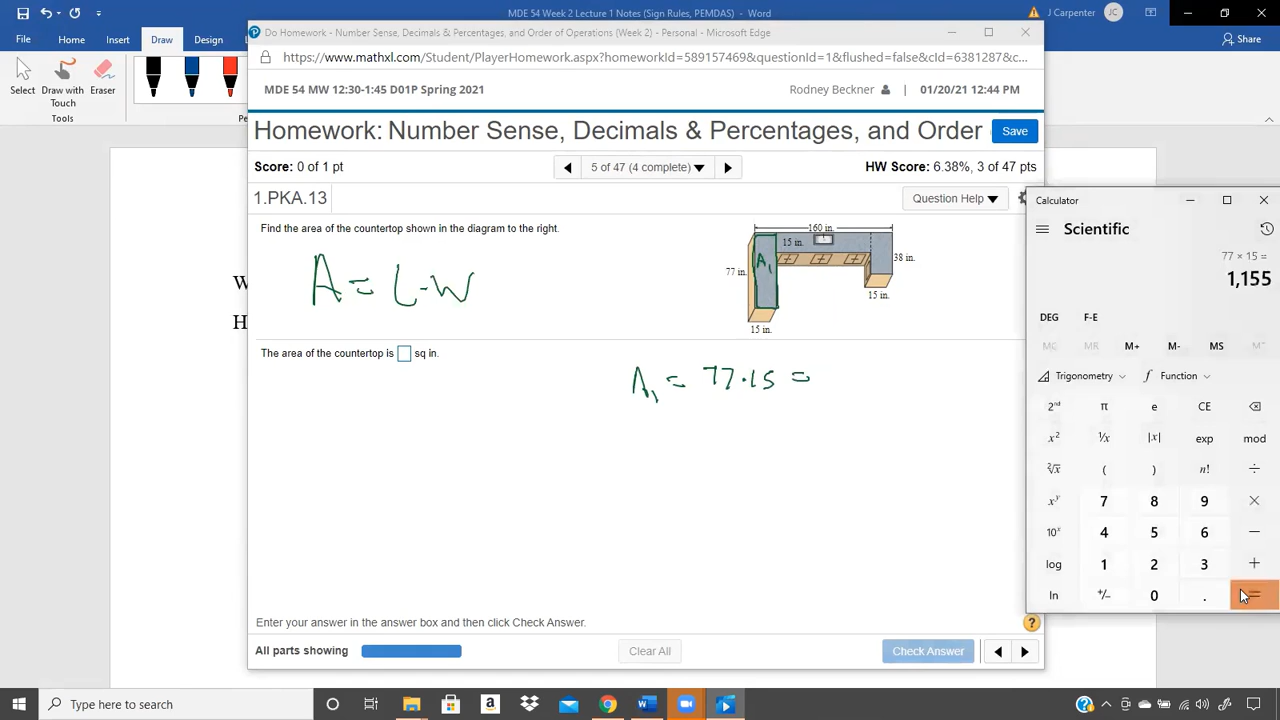 MDE 54 Week 2 Lecture 1 Notes (Sign Rules, PEMDAS) - Word
J Carpenter JC
File Home Insert Draw Design Share
Select Draw with Touch Eraser
Tools
Do Homework - Number Sense, Decimals & Percentages, and Order of Operations (Week 2) - Personal - Microsoft Edge
https://www.mathxl.com/Student/PlayerHomework.aspx?homeworkId=589157469&questionId=1&flushed=false&cId=6381287&c...
MDE 54 MW 12:30-1:45 D01P Spring 2021 Rodney Beckner | 01/20/21 12:44 PM
Homework: Number Sense, Decimals & Percentages, and Order Save
Score: 0 of 1 pt 5 of 47 (4 complete) HW Score: 6.38%, 3 of 47 pts
1.PKA.13 Question Help
Find the area of the countertop shown in the diagram to the right.
A = L·W
160 in.
15 in.
A1
77 in.
38 in.
15 in.
15 in.
The area of the countertop is sq in.
A1 = 77·15 =
Enter your answer in the answer box and then click Check Answer.
All parts showing Clear All Check Answer
W
H
Calculator
Scientific
77 × 15 =
1,155
DEG F-E
MC MR M+ M- MS M˅
Trigonometry Function
2nd π e CE
x² ¹/x |x| exp mod
²√x ( ) n! ÷
xʸ 7 8 9 ×
10ˣ 4 5 6 −
log 1 2 3 +
ln +/− 0 . =
Type here to search